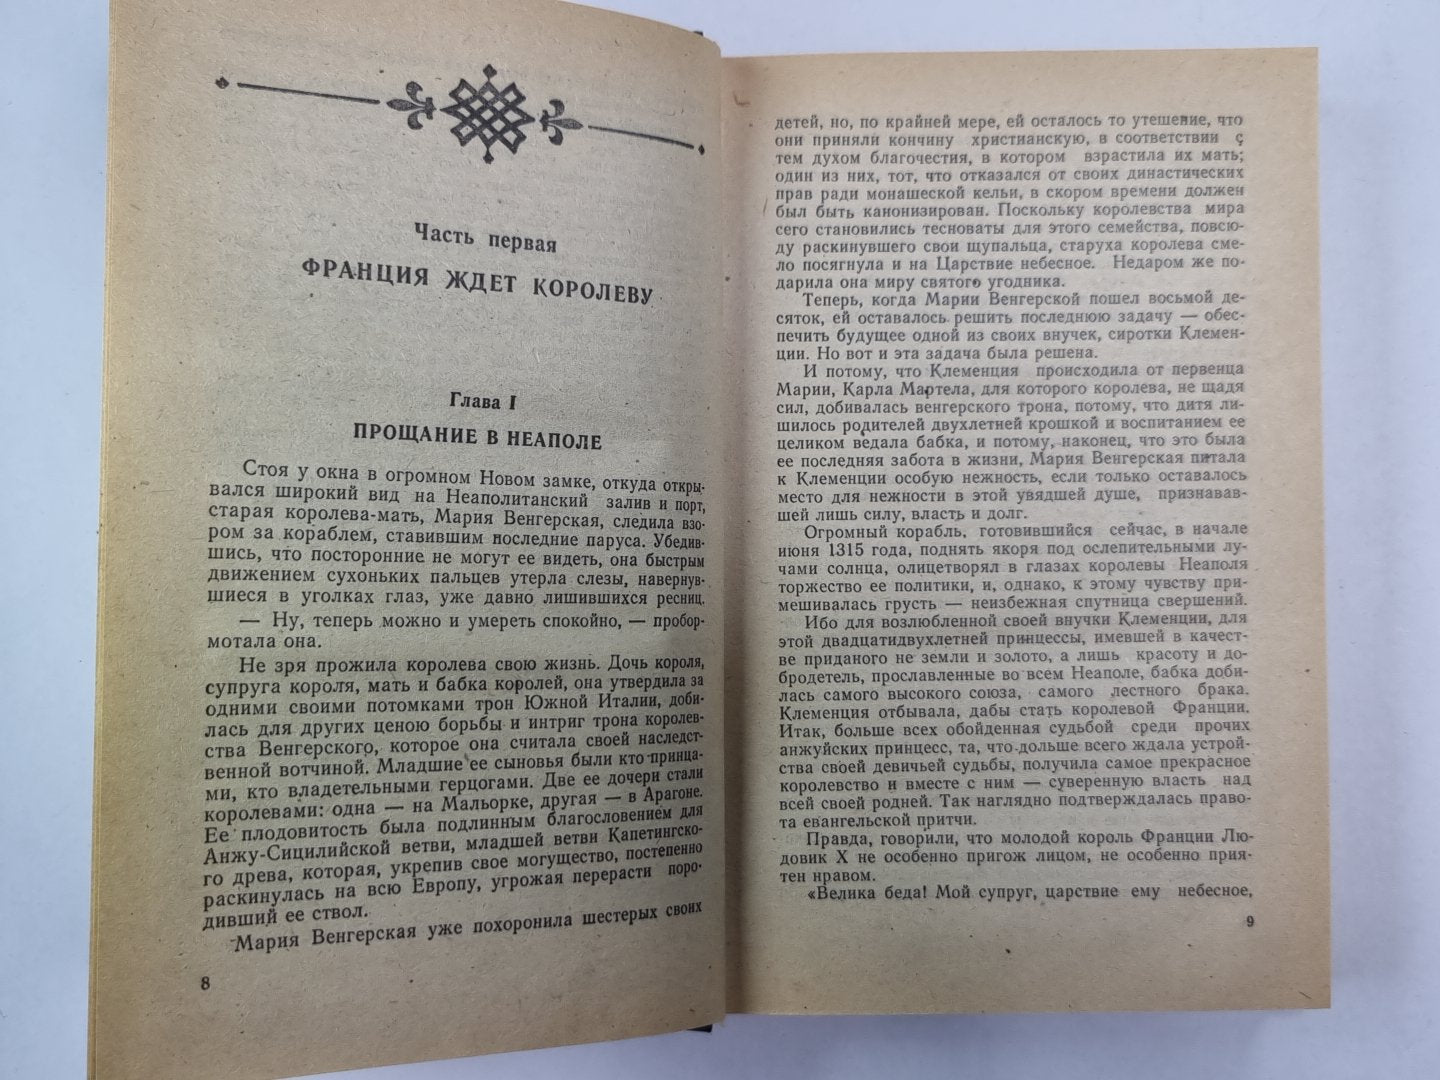 Часть первая
ФРАНЦИЯ ЖДЕТ КОРОЛЕВУ
Глава I
ПРОЩАНИЕ В НЕАПОЛЕ
Стоя у окна в огромном Новом замке, откуда откры-
вался широкий вид на Неаполитанский залив и порт,
старая королева-мать, Мария Венгерская, следила взо-
ром за кораблем, ставившим последние паруса. Убедив-
шись, что посторонние не могут ее видеть, она быстрым
движением сухоньких пальцев утерла слезы, навернув-
шиеся в уголках глаз, уже давно лишившихся ресниц.
— Ну, теперь можно и умереть спокойно, — пробор-
мотала она.
Не зря прожила королева свою жизнь. Дочь короля,
супруга короля, мать и бабка королей, она утвердила за
одними своими потомками трон Южной Италии, доби-
лась для других ценою борьбы и интриг трона королев-
ства Венгерского, которое она считала своей наследст-
венной вотчиной. Младшие ее сыновья были кто принца-
ми, кто владетельными герцогами. Две ее дочери стали
королевами: одна — на Мальорке, другая — в Арагоне.
Ее плодовитость была подлинным благословением для
Анжу-Сицилийской ветви, младшей ветви Капетингско-
го древа, которая, укрепив свое могущество, постепенно
раскинулась на всю Европу, угрожая перерасти поро-
дивший ее ствол.
Мария Венгерская уже похоронила шестерых своих
8
детей, но, по крайней мере, ей осталось то утешение, что
они приняли кончину христианскую, в соответствии с
тем духом благочестия, в котором взрастила их мать;
один из них, тот, что отказался от своих династических
прав ради монашеской кельи, в скором времени должен
был быть канонизирован. Поскольку королевства мира
сего становились тесноваты для этого семейства, повсю-
ду раскинувшего свои щупальца, старуха королева сме-
ло посягнула и на Царствие небесное. Недаром же по-
дарила она миру святого угодника.
Теперь, когда Марии Венгерской пошел восьмой де-
сяток, ей оставалось решить последнюю задачу — обес-
печить будущее одной из своих внучек, сиротки Клемен-
ции. Но вот и эта задача была решена.
И потому, что Клеменция происходила от первенца
Марии, Карла Мартела, для которого королева, не щадя
сил, добивалась венгерского трона, потому, что дитя ли-
шилось родителей двухлетней крошкой и воспитанием ее
целиком ведала бабка, и потому, наконец, что это была
ее последняя забота в жизни, Мария Венгерская питала
к Клеменции особую нежность, если только оставалось
место для нежности в этой увядшей душе, признавав-
шей лишь силу, власть и долг.
Огромный корабль, готовившийся сейчас, в начале
июня 1315 года, поднять якоря под ослепительными лу-
чами солнца, олицетворял в глазах королевы Неаполя
торжество ее политики, и, однако, к этому чувству при-
мешивалась грусть — неизбежная спутница свершений.
Ибо для возлюбленной своей внучки Клеменции, для
этой двадцатидвухлетней принцессы, имевшей в качест-
ве приданого не земли и золото, а лишь красоту и до-
бродетель, прославленные во всем Неаполе, бабка доби-
лась самого высокого союза, самого лестного брака.
Клеменция отбывала, дабы стать королевой Франции.
Итак, больше всех обойденная судьбой среди прочих
анжуйских принцесс, та, что дольше всего ждала устрой-
ства своей девичьей судьбы, получила самое прекрасное
королевство и вместе с ним — суверенную власть над
всей своей родней. Так наглядно подтверждалась право-
та евангельской притчи.
Правда, говорили, что молодой король Франции Лю-
довик X не особенно пригож лицом, не особенно прия-
тен нравом.
«Велика беда! Мой супруг, царствие ему небесное,
9